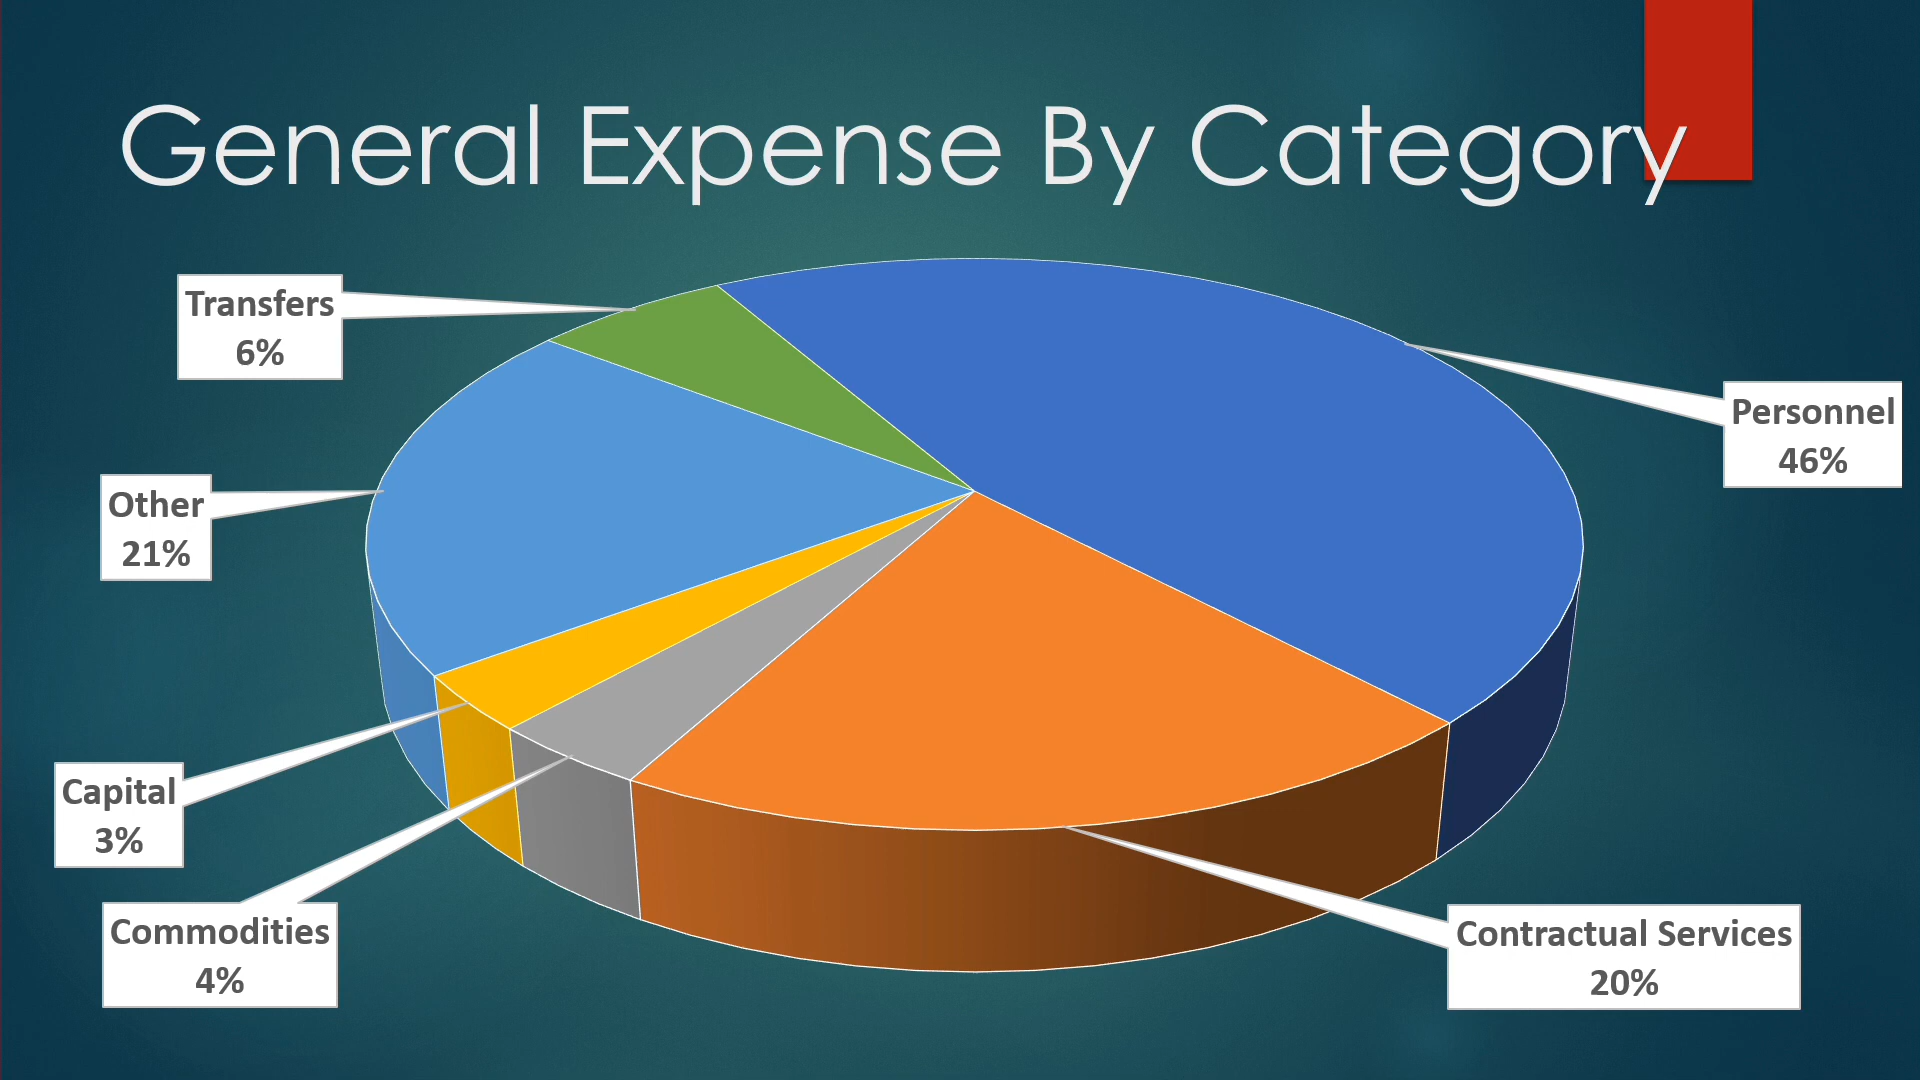 General Expense By Category
Transfers
6%
Personnel
46%
Other
21%
Capital
3%
Commodities
4%
Contractual Services
20%